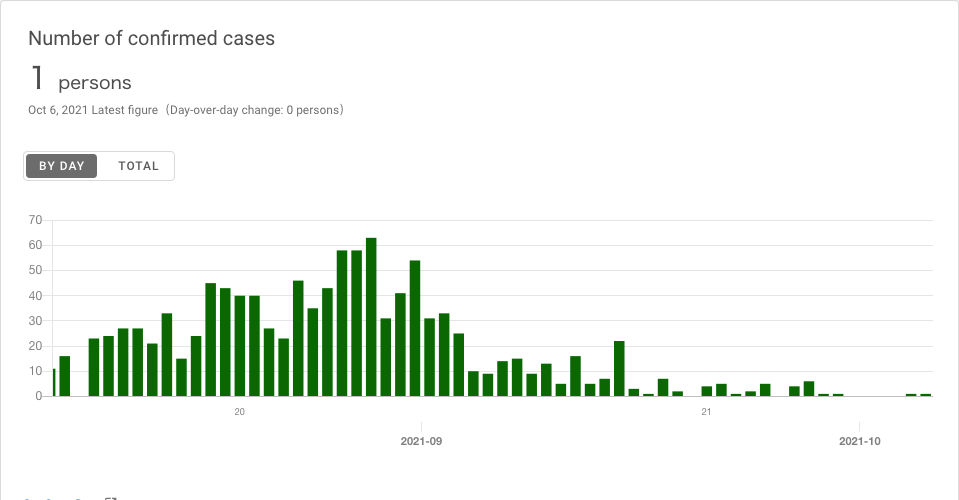 Number of confirmed cases
1 persons
Oct 6, 2021 Latest figure (Day-over-day change: 0 persons)
BY DAY TOTAL
70
60
50
40
30
20
10
0
20 21
2021-09 2021-10